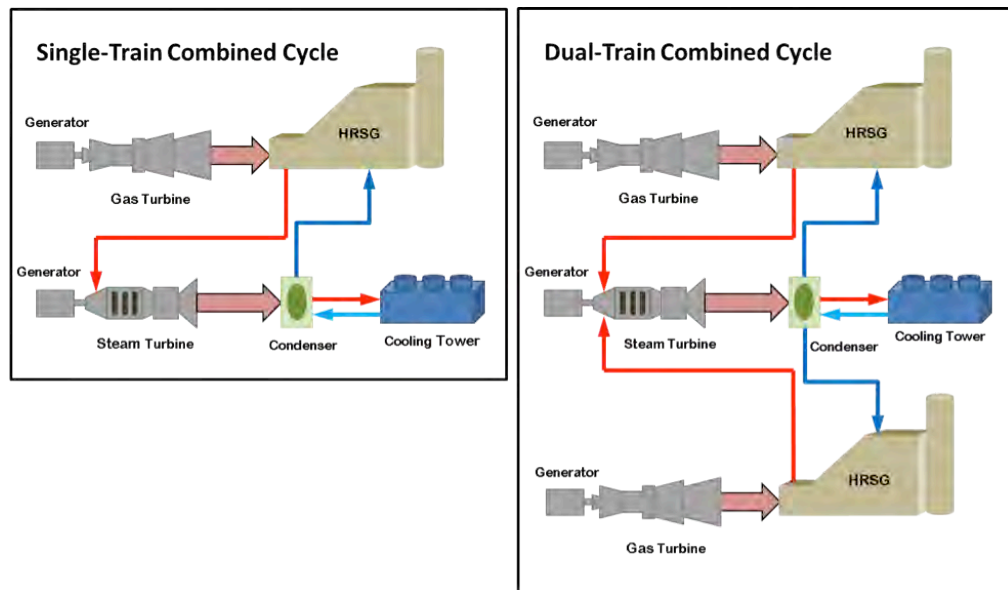 Single-Train Combined Cycle
Generator
HRSG
Gas Turbine
Generator
Steam Turbine
Condenser
Cooling Tower
Dual-Train Combined Cycle
Generator
HRSG
Gas Turbine
Generator
Steam Turbine
Condenser
Cooling Tower
Generator
HRSG
Gas Turbine